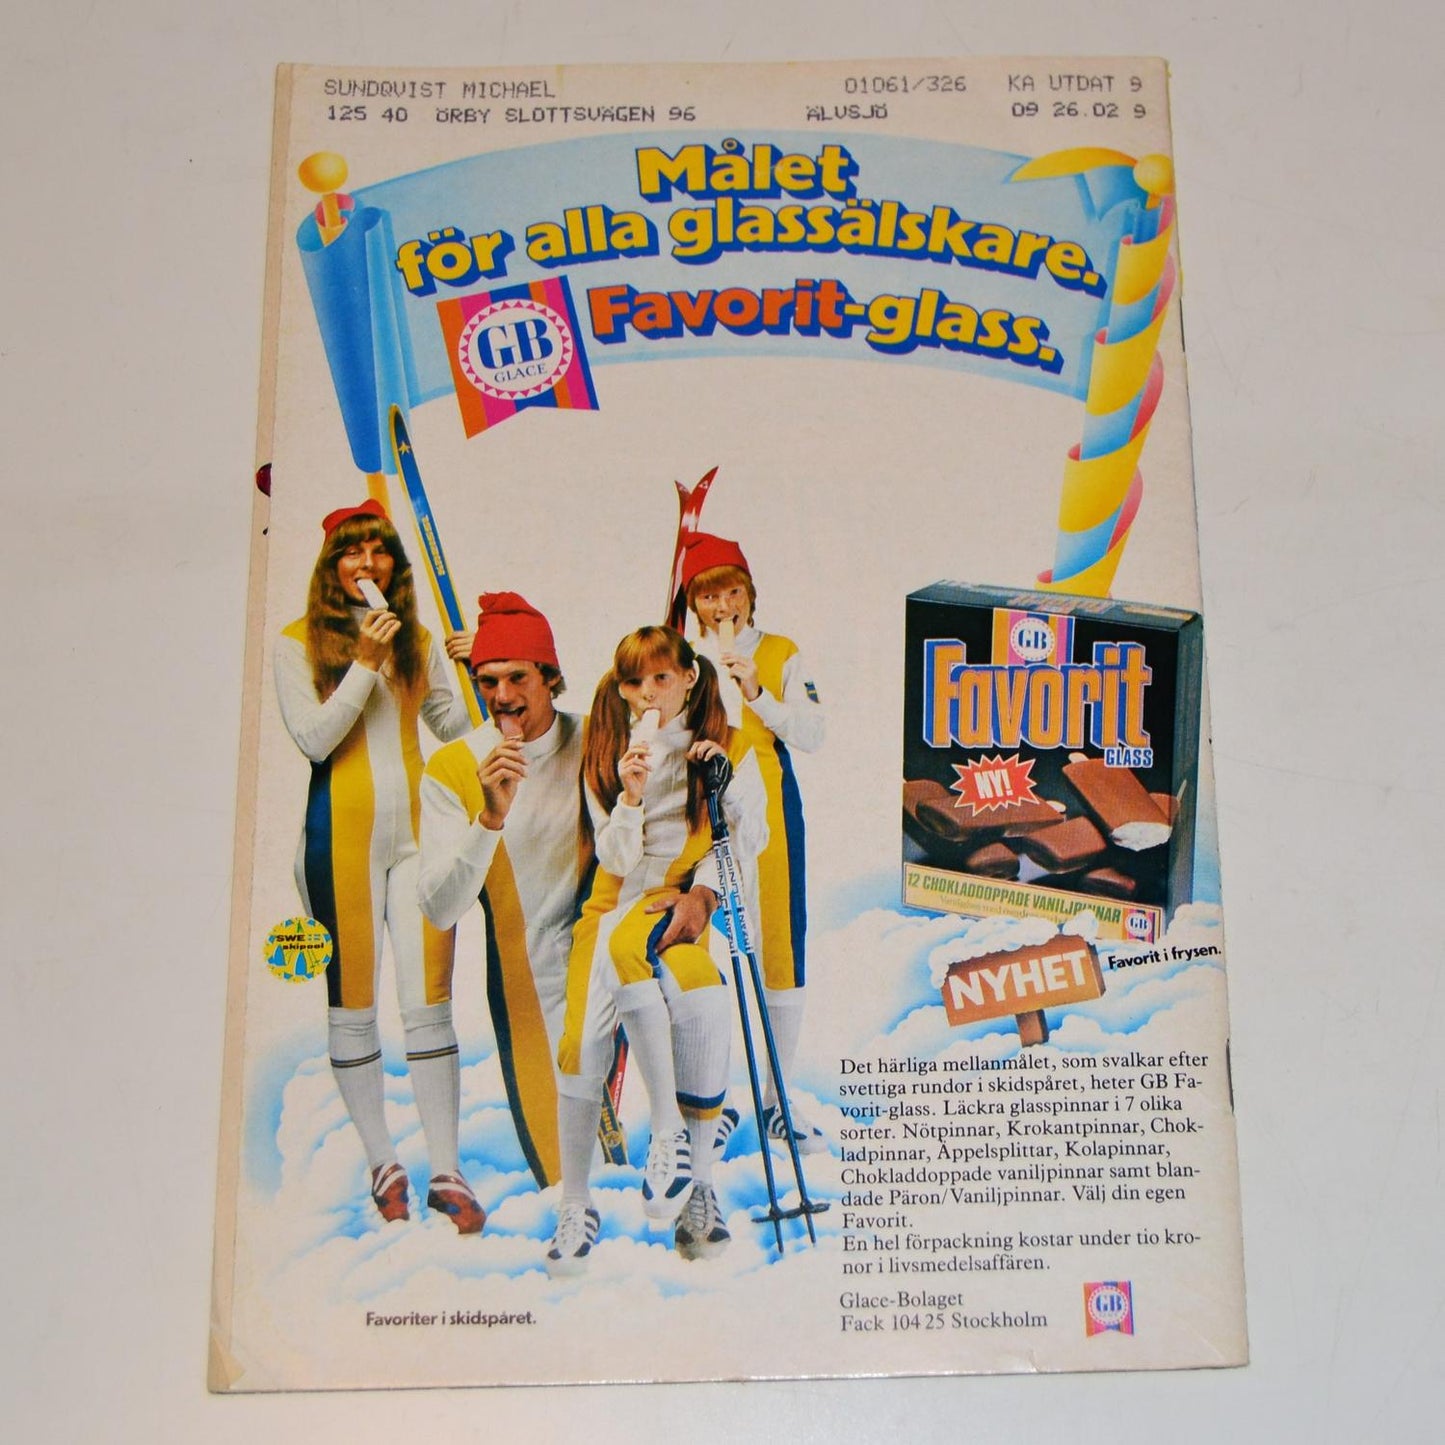 SUNDQVIST MICHAEL 01061/326 KA UTDAT 9
125 40 ÖRBY SLOTTSVÄGEN 96 ÄLVSJÖ 09 26.02 9
Målet
för alla glassälskare.
Favorit-glass.
GB
GLACE
GB
Favorit
GLASS
NY!
12 CHOKLADDOPPADE VANILJPINNAR
GB
SWE
skipool
NYHET
Favorit i frysen.
Det härliga mellanmålet, som svalkar efter
svettiga rundor i skidspåret, heter GB Fa-
vorit-glass. Läckra glasspinnar i 7 olika
sorter. Nötpinnar, Krokantpinnar, Chok-
ladpinnar, Äppelsplittar, Kolapinnar,
Chokladdoppade vaniljpinnar samt blan-
dade Päron/Vaniljpinnar. Välj din egen
Favorit.
En hel förpackning kostar under tio kro-
nor i livsmedelsaffären.
Glace-Bolaget
Fack 104 25 Stockholm
GB
Favoriter i skidspåret.